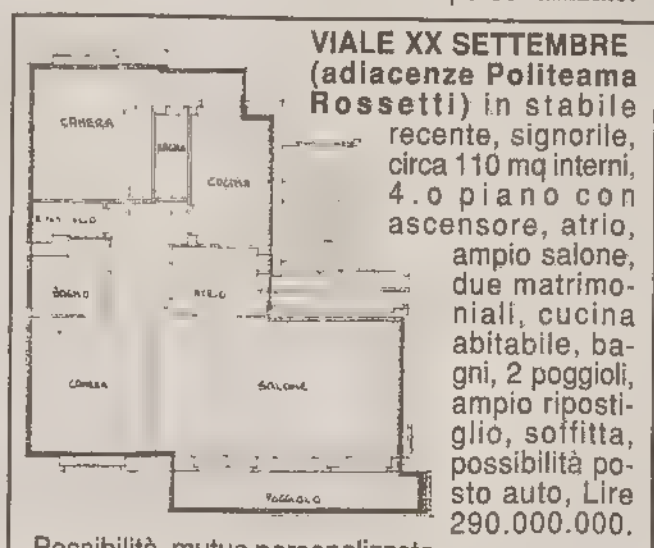 VIALE XX SETTEMBRE
(adiacenze Politeama
Rossetti) in stabile
recente, signorile,
circa 110 mq interni,
4.o piano con
ascensore, atrio,
ampio salone,
due matrimo-
niali, cucina
abitabile, ba-
gni, 2 poggioli,
ampio riposti-
glio, soffitta,
possibilità po-
sto auto, Lire
290.000.000.
Possibilità mutuo personalizzato
CAMERA
CUCINA
BAGNO
CAMERA
SALONE
POGGIOLO